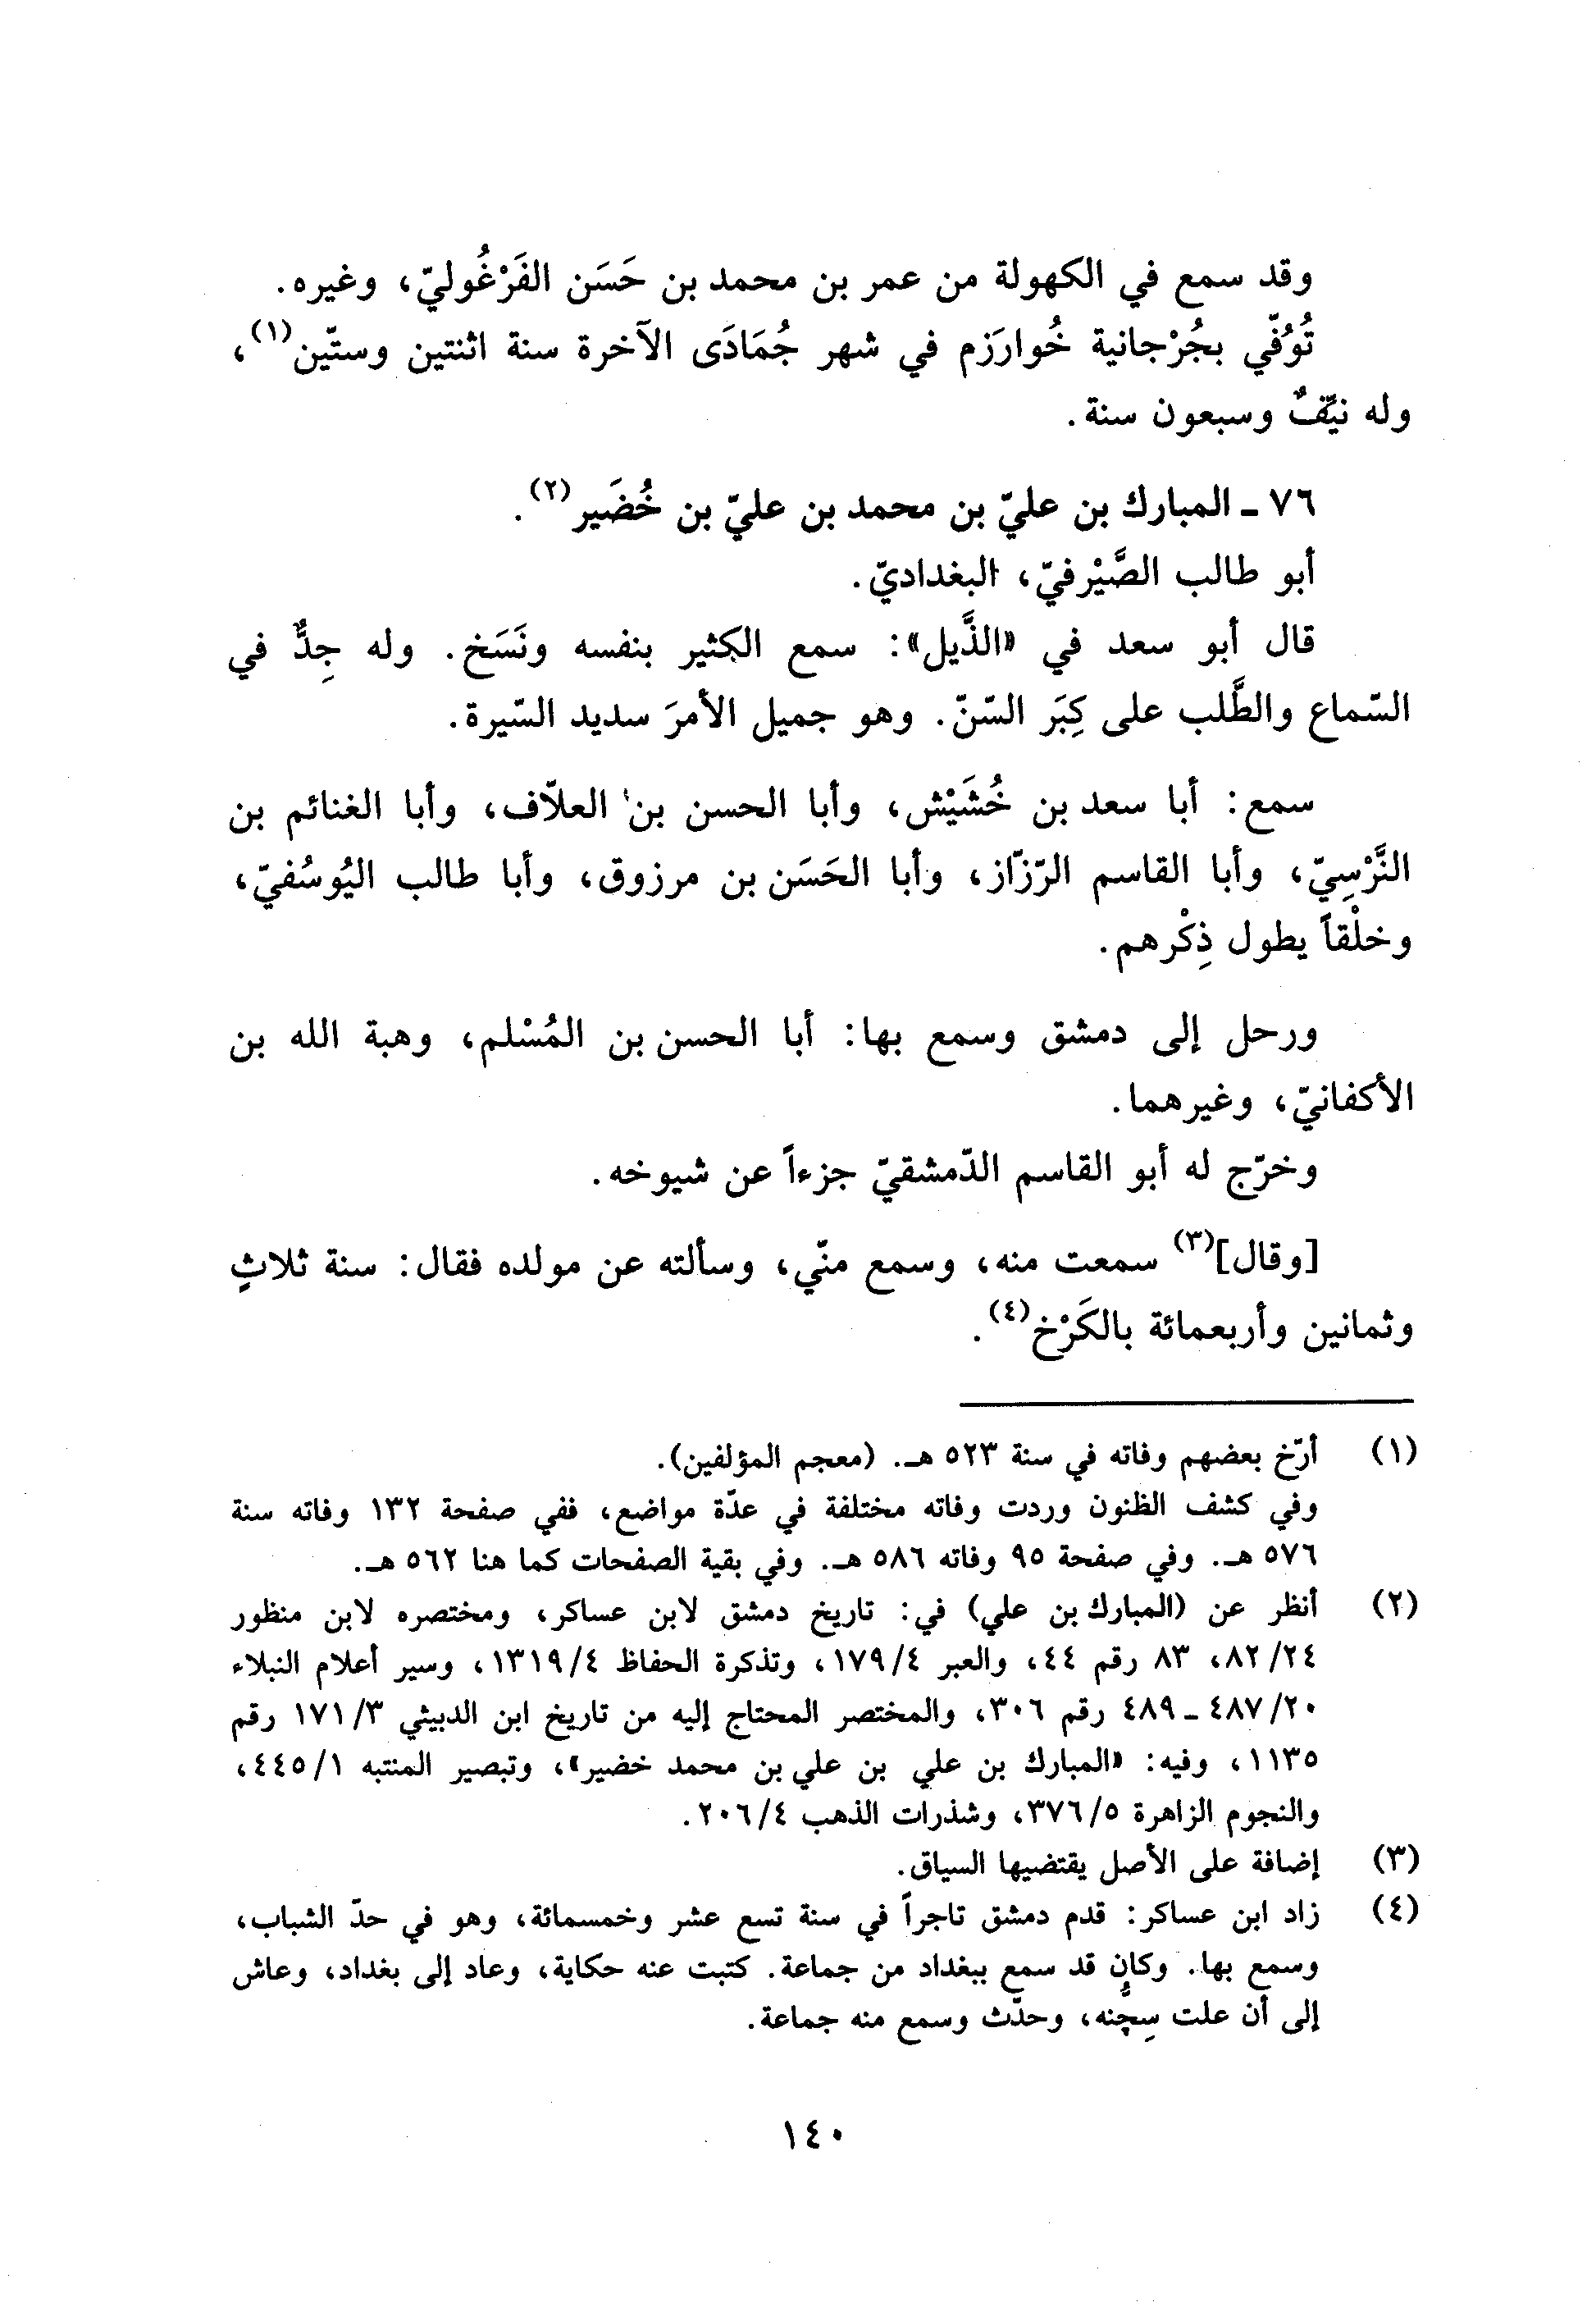 وقد سمع في الكهولة من عمر بن محمد بن حَسَن الفَرْغُوليّ، وغيره.
تُوُفّي بجُرْجانية خُوارَزم في شهر جُمَادَى الآخرة سنة اثنتين وستّين(١)،
وله نيّفٌ وسبعون سنة.
٧٦ ـ المبارك بن عليّ بن محمد بن عليّ بن خُضَير(٢).
أبو طالب الصَّيْرفيّ، البغداديّ.
قال أبو سعد في «الذَّيل»: سمع الكثير بنفسه ونَسَخ. وله جِدٌّ في
السّماع والطَّلب على كِبَر السّنّ. وهو جميل الأمرَ سديد السّيرة.
سمع: أبا سعد بن خُشَيْش، وأبا الحسن بن العلاّف، وأبا الغنائم بن
النَّرْسِيّ، وأبا القاسم الرّزّاز، وأبا الحَسَن بن مرزوق، وأبا طالب اليُوسُفيّ،
وخلْقاً يطول ذِكْرهم.
ورحل إلى دمشق وسمع بها: أبا الحسن بن المُسْلم، وهبة الله بن
الأكفانيّ، وغيرهما.
وخرّج له أبو القاسم الدّمشقيّ جزءاً عن شيوخه.
[وقال](٣) سمعت منه، وسمع منّي، وسألته عن مولده فقال: سنة ثلاثٍ
وثمانين وأربعمائة بالكَرْخ(٤).
(١) أرّخ بعضهم وفاته في سنة ٥٢٣ هـ. (معجم المؤلفين).
وفي كشف الظنون وردت وفاته مختلفة في عدّة مواضع، ففي صفحة ١٣٢ وفاته سنة
٥٧٦ هـ. وفي صفحة ٩٥ وفاته ٥٨٦ هـ. وفي بقية الصفحات كما هنا ٥٦٢ هـ.
(٢) أنظر عن (المبارك بن علي) في: تاريخ دمشق لابن عساكر، ومختصره لابن منظور
٢٤/ ٨٢، ٨٣ رقم ٤٤، والعبر ٤/ ١٧٩، وتذكرة الحفاظ ٤/ ١٣١٩، وسير أعلام النبلاء
٢٠/ ٤٨٧ ـ ٤٨٩ رقم ٣٠٦، والمختصر المحتاج إليه من تاريخ ابن الدبيثي ٣/ ١٧١ رقم
١١٣٥، وفيه: «المبارك بن علي بن علي بن محمد خضير»، وتبصير المنتبه ١/ ٤٤٥،
والنجوم الزاهرة ٥/ ٣٧٦، وشذرات الذهب ٤/ ٢٠٦.
(٣) إضافة على الأصل يقتضيها السياق.
(٤) زاد ابن عساكر: قدم دمشق تاجراً في سنة تسع عشر وخمسمائة، وهو في حدّ الشباب،
وسمع بها. وكان قد سمع ببغداد من جماعة. كتبت عنه حكاية، وعاد إلى بغداد، وعاش
إلى أن علت سِنُّه، وحدّث وسمع منه جماعة.
١٤٠